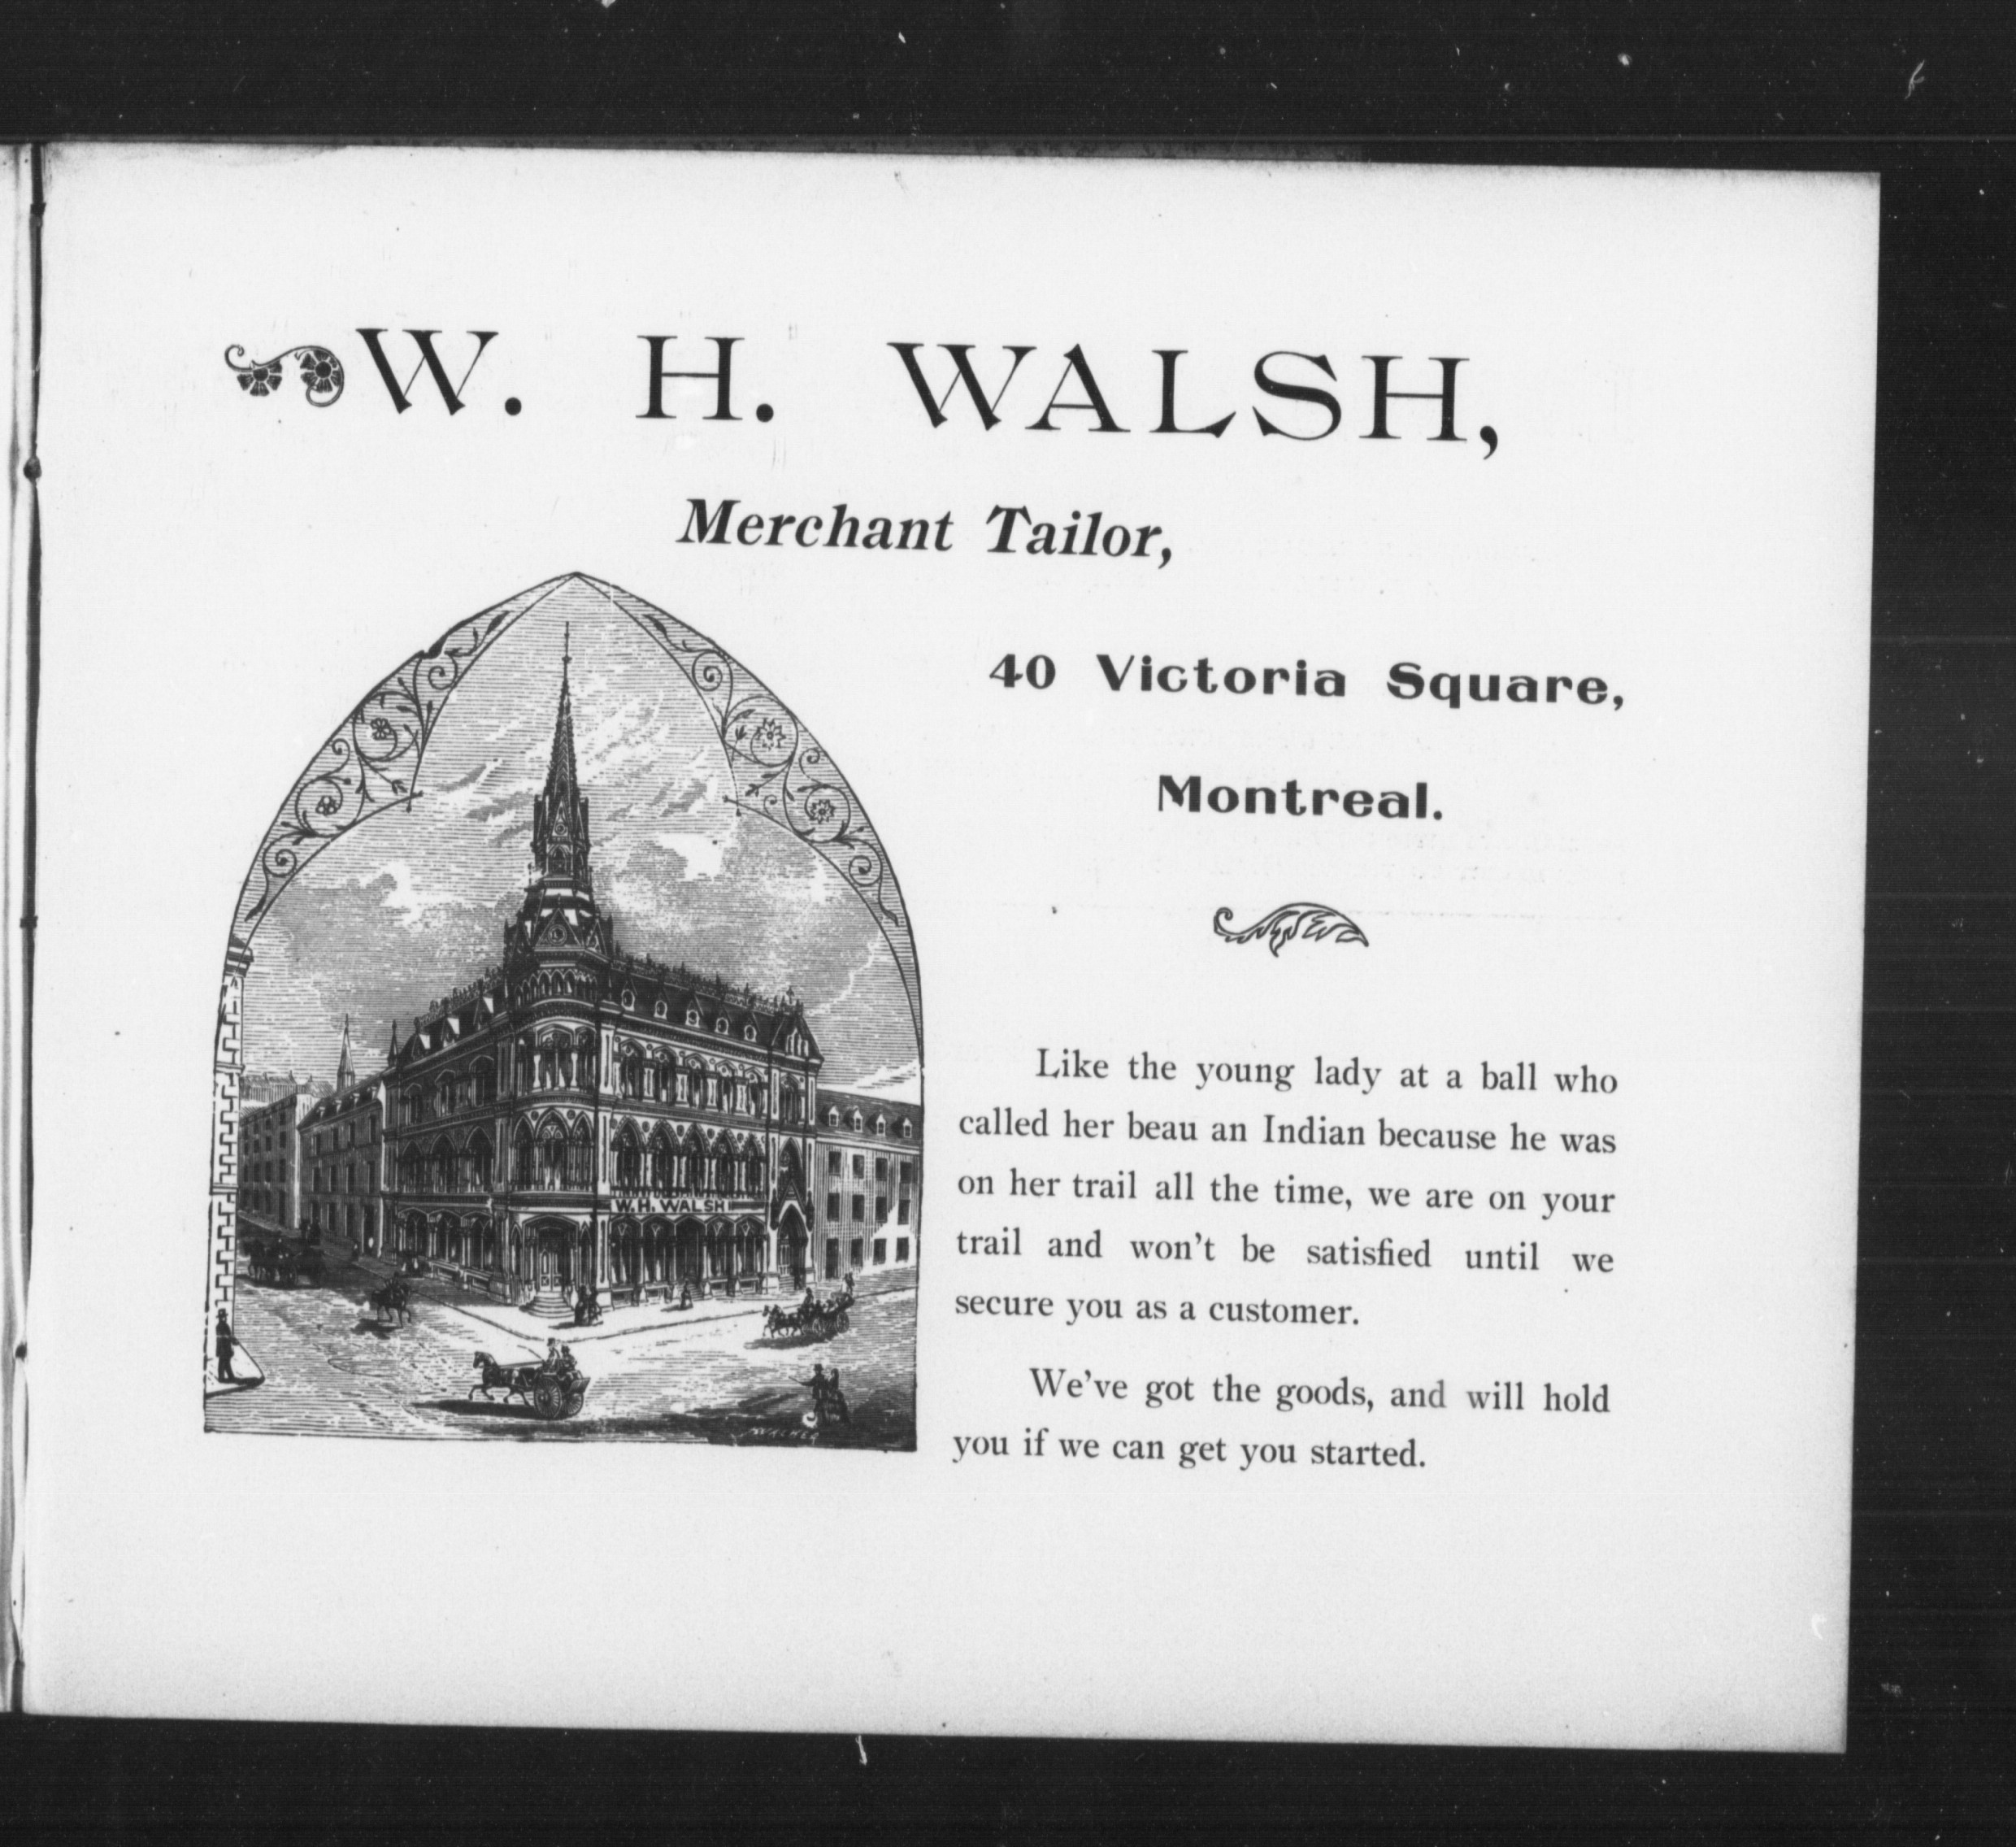 W. H. WALSH,
Merchant Tailor,
40 Victoria Square,
Montreal.
Like the young lady at a ball who
called her beau an Indian because he was
on her trail all the time, we are on your
trail and won't be satisfied until we
secure you as a customer.
We've got the goods, and will hold
you if we can get you started.
W. H. WALSH
WALKER